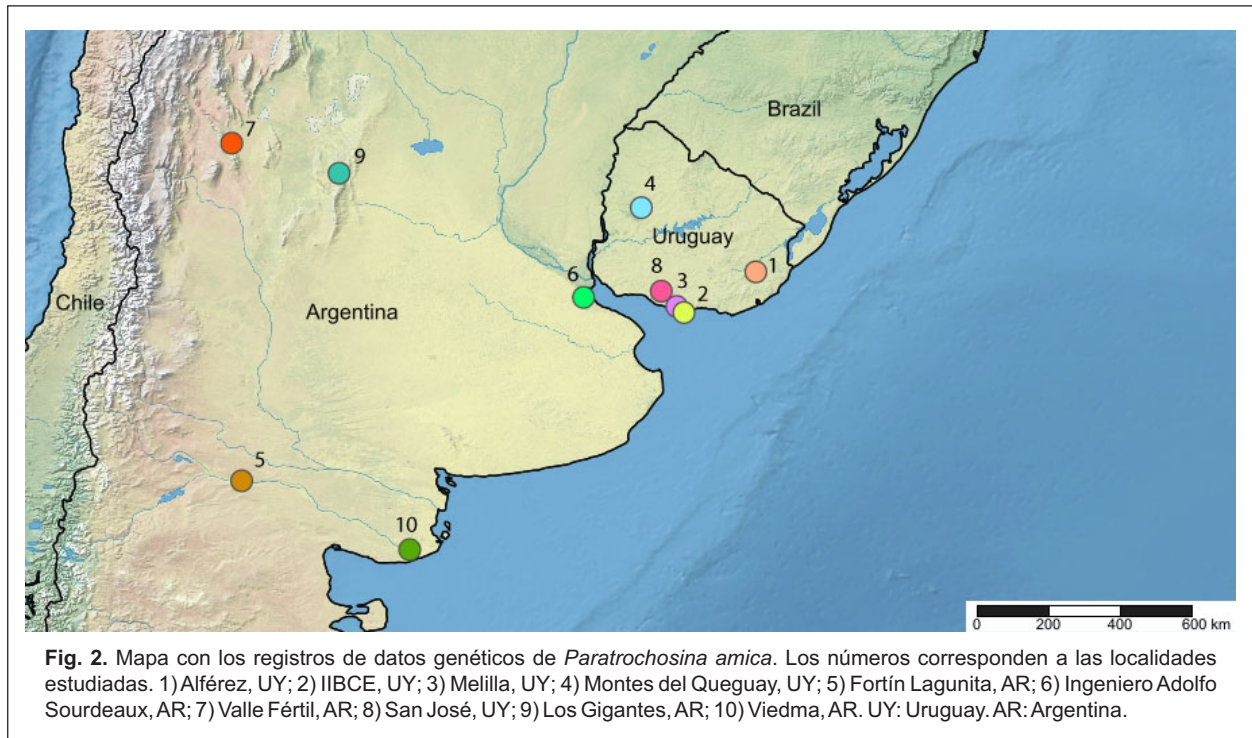 Brazil
7
9
4
Uruguay
1
6
8
3
2
Chile
Argentina
5
10
0 200 400 600 km
Fig. 2. Mapa con los registros de datos genéticos de Paratrochosina amica. Los números corresponden a las localidades
estudiadas. 1) Alférez, UY; 2) IIBCE, UY; 3) Melilla, UY; 4) Montes del Queguay, UY; 5) Fortín Lagunita, AR; 6) Ingeniero Adolfo
Sourdeaux, AR; 7) Valle Fértil, AR; 8) San José, UY; 9) Los Gigantes, AR; 10) Viedma, AR. UY: Uruguay. AR: Argentina.